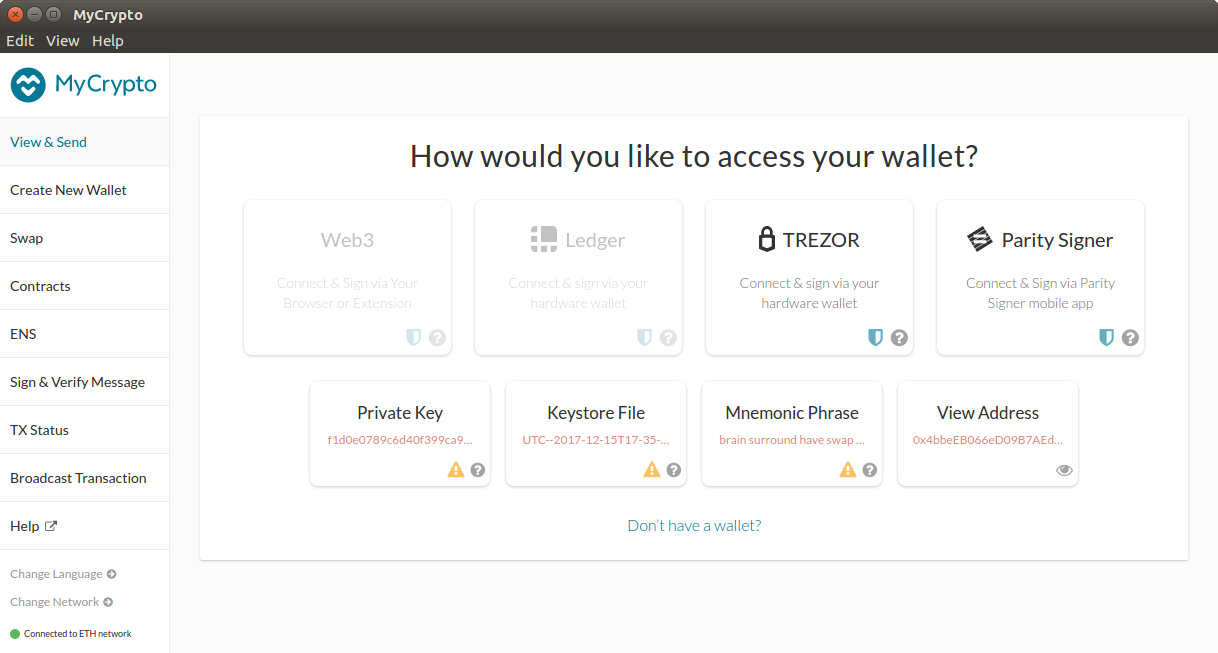 MyCrypto
Edit View Help
MyCrypto
View & Send
Create New Wallet
Swap
Contracts
ENS
Sign & Verify Message
TX Status
Broadcast Transaction
Help
Change Language
Change Network
Connected to ETH network
How would you like to access your wallet?
Web3
Connect & Sign via Your
Browser or Extension
Ledger
Connect & sign via your
hardware wallet
TREZOR
Connect & sign via your
hardware wallet
Parity Signer
Connect & Sign via Parity
Signer mobile app
Private Key
f1d0e0789c6d40f399ca9...
Keystore File
UTC--2017-12-15T17-35-...
Mnemonic Phrase
brain surround have swap ...
View Address
0x4bbeEB066eD09B7AEd...
Don't have a wallet?